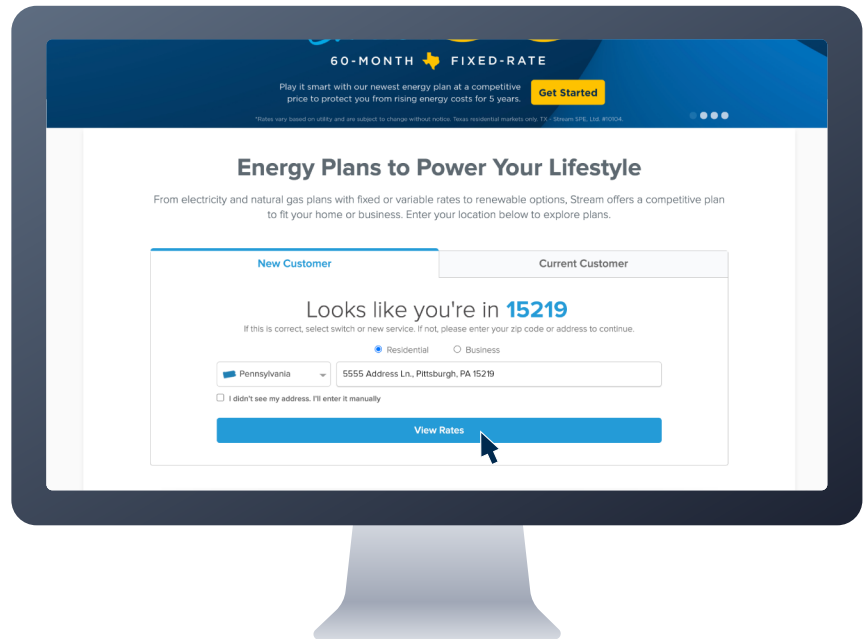 60-MONTH FIXED-RATE
Play it smart with our newest energy plan at a competitive
price to protect you from rising energy costs for 5 years.
Get Started
*Rates vary based on utility and are subject to change without notice. Texas residential markets only. TX - Stream SPE, Ltd. #10104.
Energy Plans to Power Your Lifestyle
From electricity and natural gas plans with fixed or variable rates to renewable options, Stream offers a competitive plan
to fit your home or business. Enter your location below to explore plans.
New Customer
Current Customer
Looks like you're in 15219
If this is correct, select switch or new service. If not, please enter your zip code or address to continue.
Residential
Business
Pennsylvania
5555 Address Ln., Pittsburgh, PA 15219
I didn't see my address. I'll enter it manually
View Rates